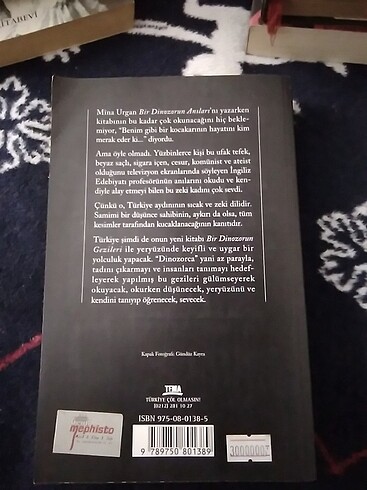 TABEVİ
Mina Urgan Bir Dinozorun Anıları'nı yazarken
kitabının bu kadar çok okunacağını hiç bekle-
miyor, "Benim gibi bir kocakarının hayatını kim
merak eder ki..." diyordu.
Ama öyle olmadı. Yüzbinlerce kişi bu ufak tefek,
beyaz saçlı, sigara içen, cesur, komünist ve ateist
olduğunu televizyon ekranlarında söyleyen İngiliz
Edebiyatı profesörünün anılarını okudu ve ken-
diyle alay etmeyi bilen bu zeki kadını çok sevdi.
Çünkü o, Türkiye aydınının sıcak ve zeki dilidir.
Samimi bir düşünce sahibinin, aykırı da olsa, tüm
kesimler tarafından kucaklanacağının kanıtıdır.
Türkiye şimdi de onun yeni kitabı Bir Dinozorun
Gezileri ile yeryüzünde keyifli ve uygar bir
yolculuk yapacak. "Dinozorca" yani az parayla,
tadını çıkarmayı ve insanları tanımayı hedef-
leyerek yapılmış bu gezileri gülümseyerek
okuyacak, okurken düşünecek, yeryüzünü ve
kendini tanıyıp öğrenecek, sevecek.
Kapak Fotoğrafı: Gündüz Kayra
TEMA
TÜRKİYE ÇÖL OLMASIN!
(0212) 281 10 27
ISBN 975-08-0138-5
mephisto
9 789750 801389